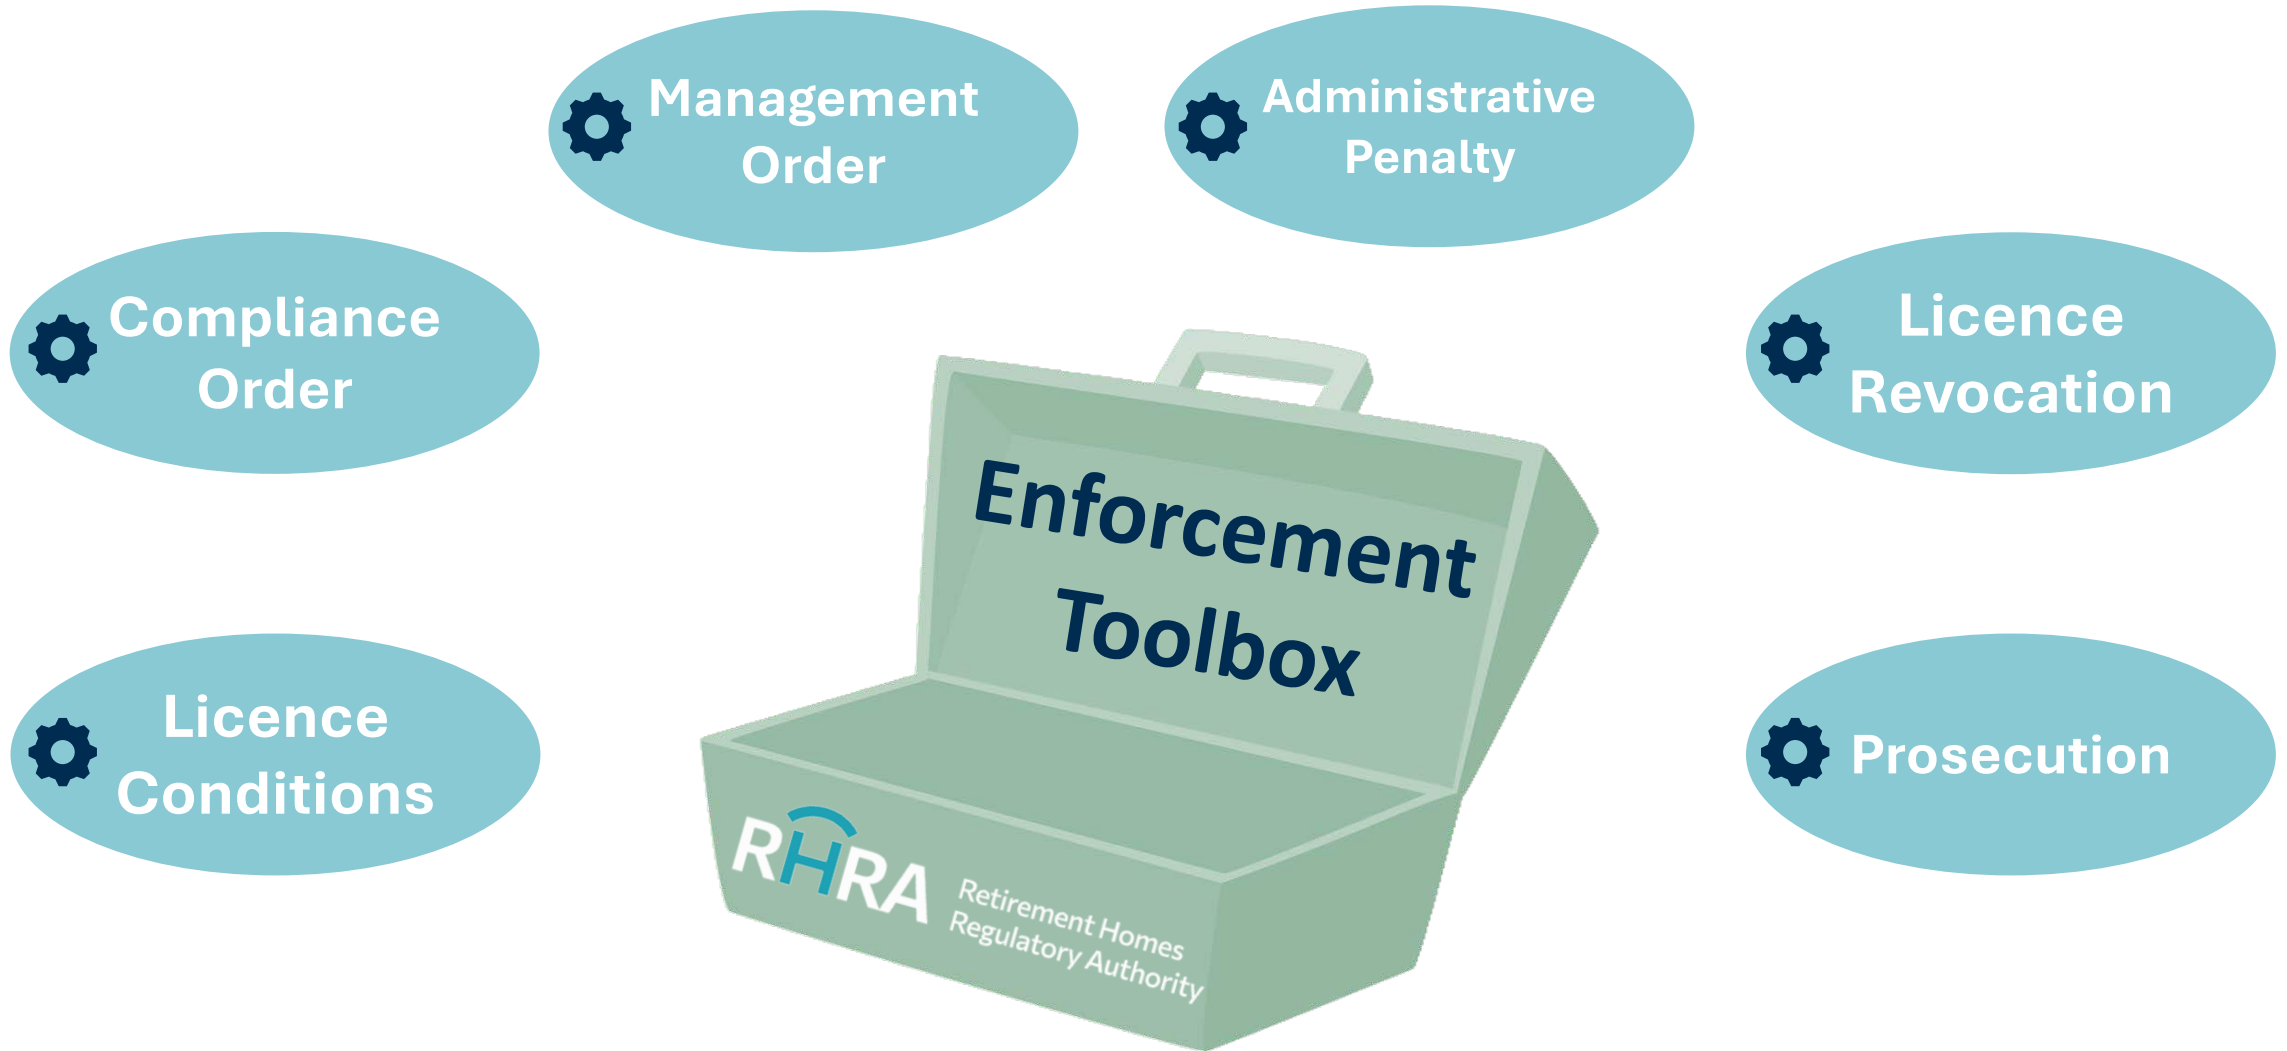 Management
Order
Administrative
Penalty
Compliance
Order
Licence
Revocation
Enforcement
Toolbox
Licence
Conditions
Prosecution
RHRA
Retirement Homes
Regulatory Authority